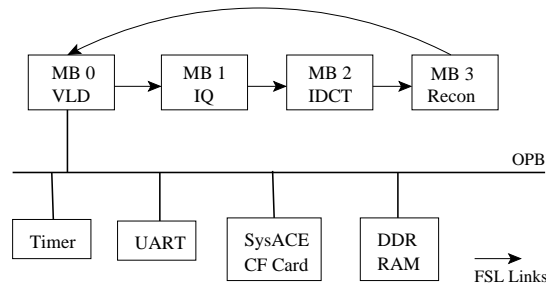 MB 0
VLD
MB 1
IQ
MB 2
IDCT
MB 3
Recon
OPB
Timer
UART
SysACE
CF Card
DDR
RAM
FSL Links